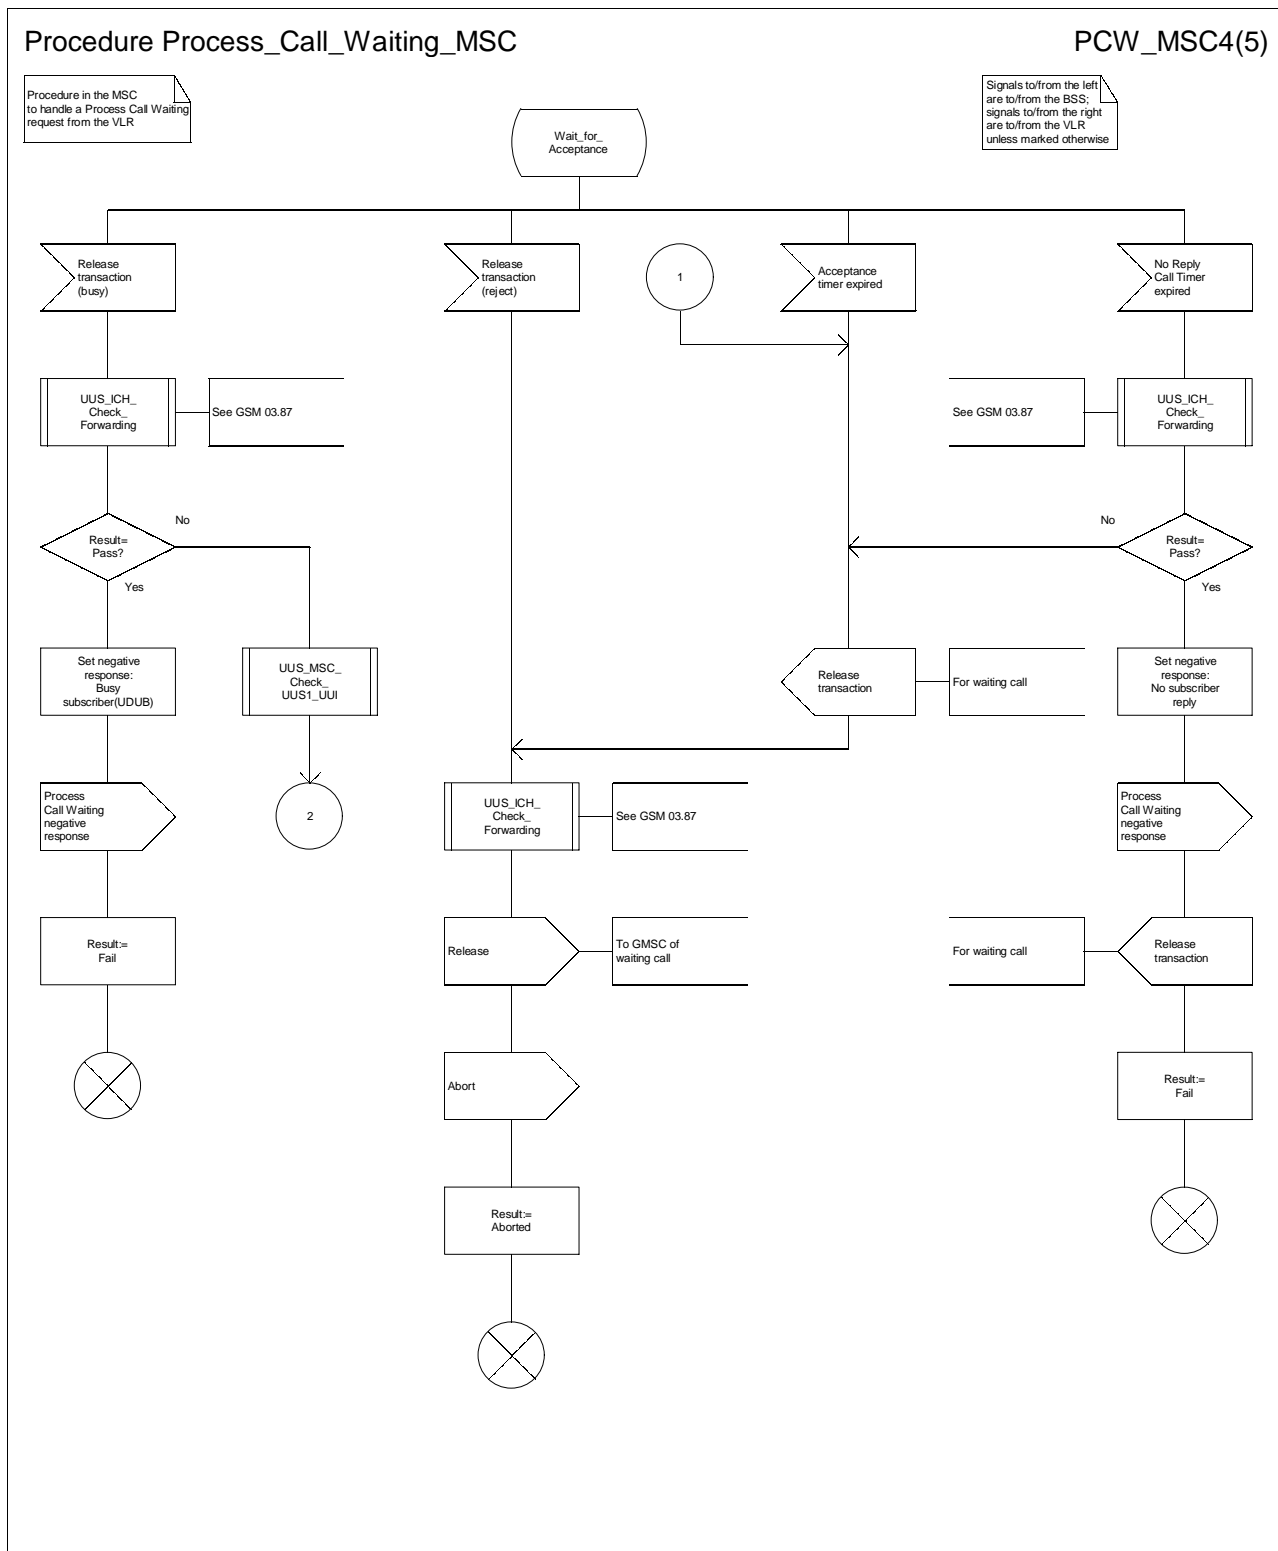 Procedure Process_Call_Waiting_MSC
PCW_MSC4(5)
Procedure in the MSC
to handle a Process Call Waiting
request from the VLR
Signals to/from the left
are to/from the BSS;
signals to/from the right
are to/from the VLR
unless marked otherwise
Wait_for_
Acceptance
Release
transaction
(busy)
Release
transaction
(reject)
1
Acceptance
timer expired
No Reply
Call Timer
expired
UUS_ICH_
Check_
Forwarding
See GSM 03.87
See GSM 03.87
UUS_ICH_
Check_
Forwarding
Result=
Pass?
No
Yes
No
Result=
Pass?
Yes
Set negative
response:
Busy
subscriber(UDUB)
UUS_MSC_
Check_
UUS1_UUI
Release
transaction
For waiting call
Set negative
response:
No subscriber
reply
Process
Call Waiting
negative
response
2
UUS_ICH_
Check_
Forwarding
See GSM 03.87
Process
Call Waiting
negative
response
Result:=
Fail
Release
To GMSC of
waiting call
For waiting call
Release
transaction
Abort
Result:=
Fail
Result:=
Aborted